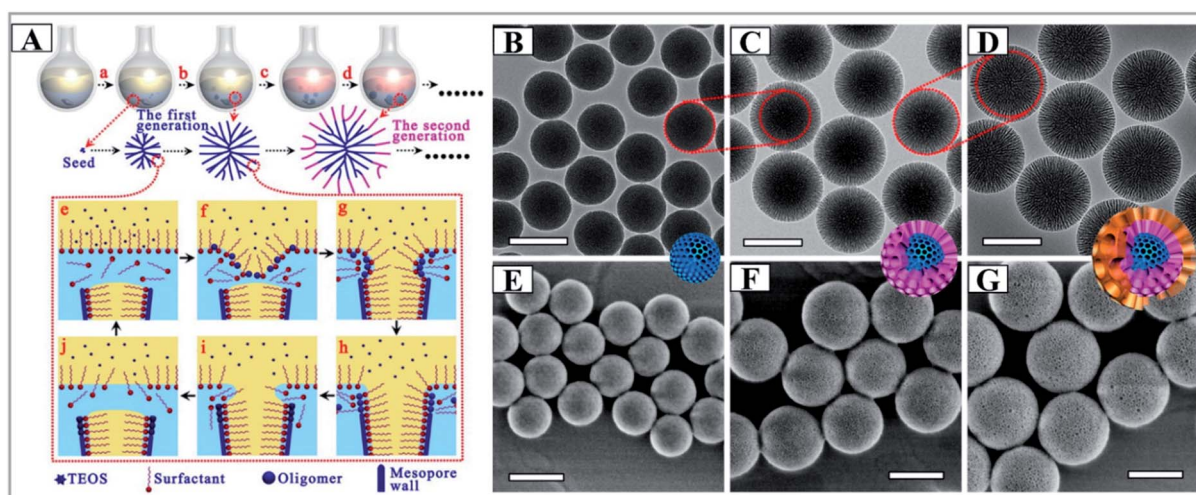 A
a
b
c
d
The first
generation
The second
generation
Seed
e
f
g
j
i
h
TEOS
Surfactant
Oligomer
Mesopore
wall
B
C
D
E
F
G